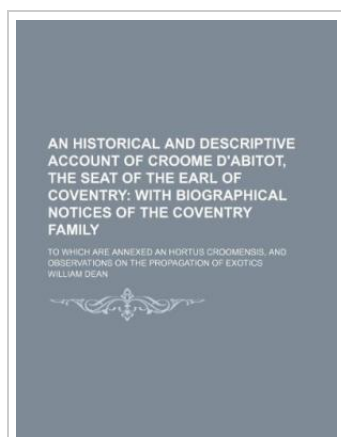 AN HISTORICAL AND DESCRIPTIVE
ACCOUNT OF CROOME D'ABITOT,
THE SEAT OF THE EARL OF
COVENTRY; WITH BIOGRAPHICAL
NOTICES OF THE COVENTRY
FAMILY
TO WHICH ARE ANNEXED AN HORTUS CROOMENSIS, AND
OBSERVATIONS ON THE PROPAGATION OF EXOTICS
WILLIAM DEAN